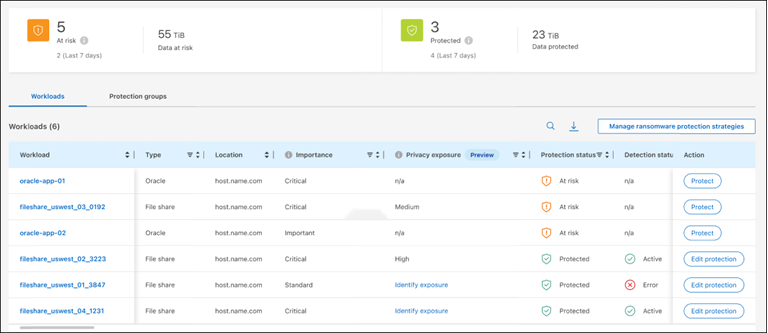 5
At risk
2 (Last 7 days)
55 TiB
Data at risk
3
Protected
4 (Last 7 days)
23 TiB
Data protected
Workloads Protection groups
Workloads (6) Manage ransomware protection strategies
Workload Type Location Importance Privacy exposure Preview Protection status Detection statu Action
oracle-app-01 Oracle host.name.com Critical n/a At risk n/a Protect
fileshare_uswest_03_0192 File share host.name.com Critical Medium At risk n/a Protect
oracle-app-02 Oracle host.name.com Important n/a At risk n/a Protect
fileshare_uswest_02_3223 File share host.name.com Critical High Protected Active Edit protection
fileshare_uswest_01_3847 File share host.name.com Standard Identify exposure Protected Error Edit protection
fileshare_uswest_04_1231 File share host.name.com Critical Identify exposure Protected Active Edit protection